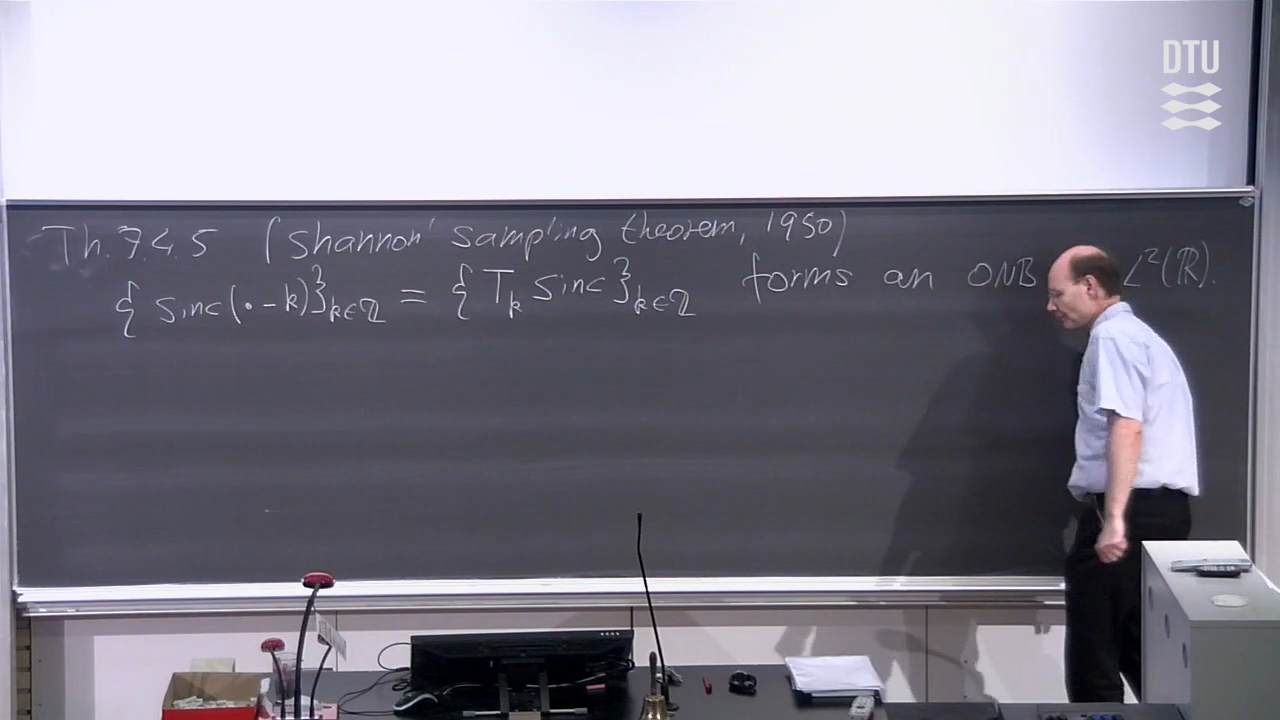 DTU
Th. 7.4.5 (Shannon' sampling theorem, 1950)
{ sinc(· - k)}k∈ℤ = { Tk sinc }k∈ℤ forms an ONB L²(ℝ).